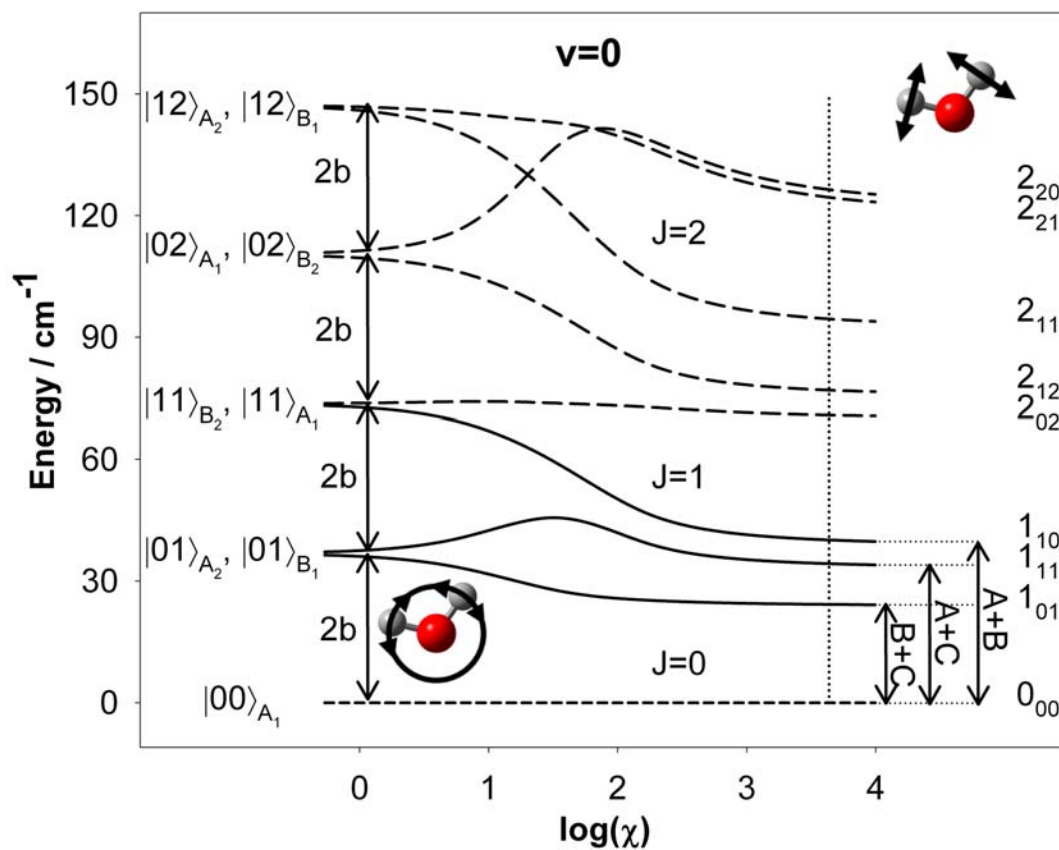 v=0
150
|12⟩A₂, |12⟩B₁
2b
120
2₂₀
2₂₁
J=2
|02⟩A₁, |02⟩B₂
2₁₁
90
2b
2₁₂
|11⟩B₂, |11⟩A₁
2₀₂
60
2b
J=1
|01⟩A₂, |01⟩B₁
1₁₀
1₁₁
30
1₀₁
2b
J=0
B+C
A+C
A+B
|00⟩A₁
0
0₀₀
0 1 2 3 4
log(χ)
Energy / cm⁻¹